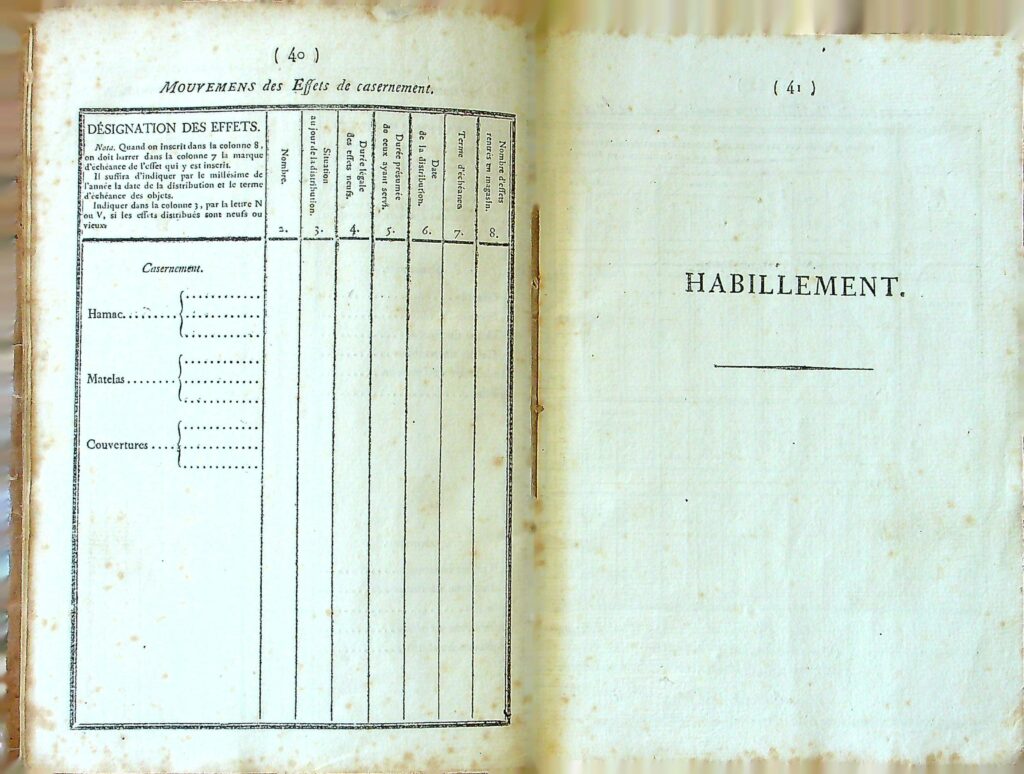 ( 40 )
MOUVEMENS des Effets de casernement.
DÉSIGNATION DES EFFETS.
Nota. Quand on inscrit dans la colonne 8,
on doit barrer dans la colonne 7 la marque
d'échéance de l'effet qui y est inscrit.
Il suffira d'indiquer par le millésime de
l'année la date de la distribution et le terme
d'échéance des objets.
Indiquer dans la colonne 3, par la lettre N
ou V, si les effets distribués sont neufs ou
vieux.
Nombre.
2.
Situation
au jour de la distribution.
3.
Durée légale
des effets neufs.
4.
Durée présumée
de ceux ayant servi.
5.
Date
de la distribution.
6.
Terme d'échéance
7.
Nombre d'effets
rentrés en magasin.
8.
Casernement.
Hamac.......
Matelas........
Couvertures....
( 41 )
HABILLEMENT.